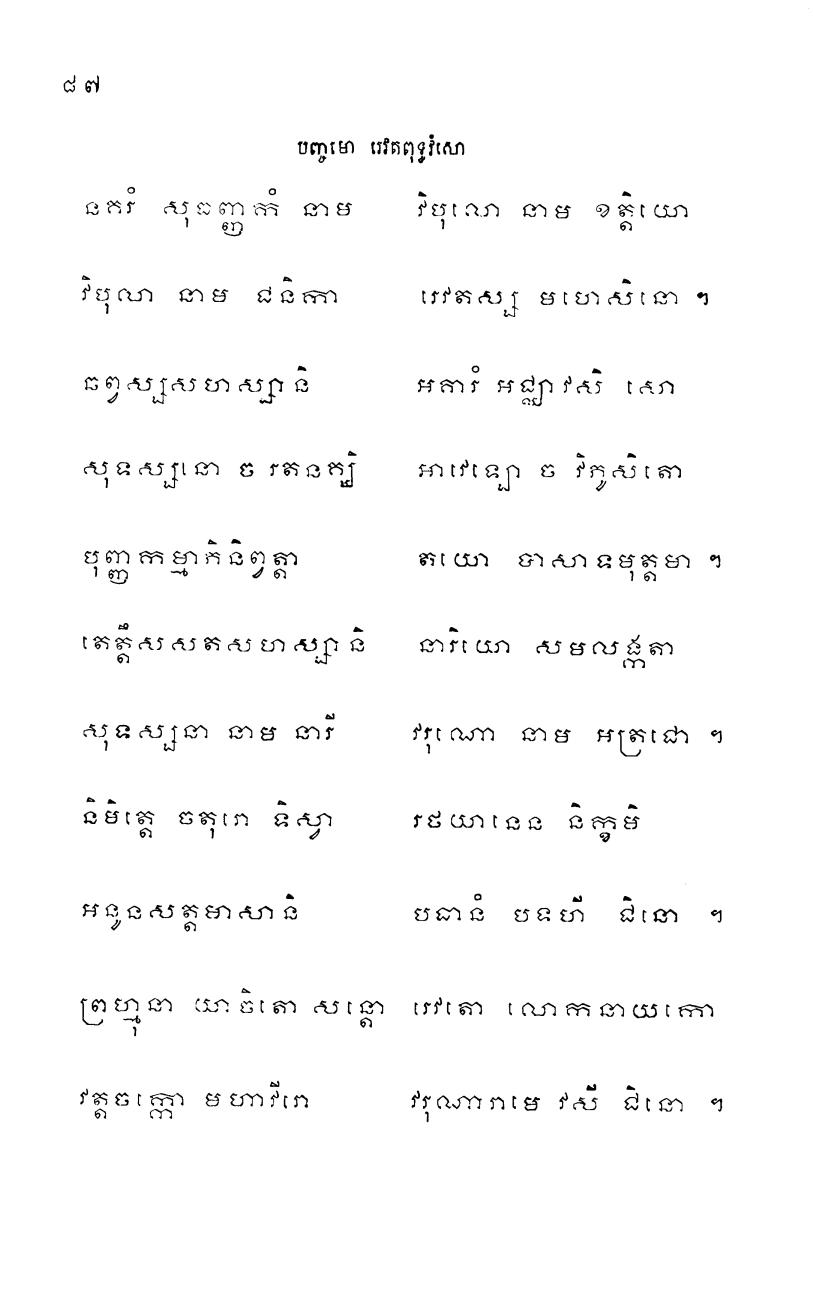 ៨៧
បញ្ចមោ រេវតពុទ្ធវំសោ
នគរំ សុធញ្ញកំ នាម វិបុលោ នាម ខត្តិយោ
វិបុលា នាម ជនិកា រេវតស្ស មហេសិនោ ៗ
ឆព្វស្សសហស្សានិ អគារំ អជ្ឈាវសិ សោ
សុទស្សនោ ច រតនគ្ឃិ អាវេឡោ ច វិភូសិតោ
បុញ្ញកម្មាភិនិព្វត្តា តយោ បាសាទមុត្តមា ៗ
តេត្តឹសសតសហស្សានិ នារិយោ សមលង្កតា
សុទស្សនា នាម នារី វរុណោ នាម អត្រជោ ៗ
និមិត្តេ ចតុរោ ទិស្វា រថយានេន និក្ខមិ
អនូនសត្តមាសានិ បធានំ បទហី ជិនោ ៗ
ព្រហ្មុនា យាចិតោ សន្តោ រេវតោ លោកនាយកោ
វត្តចក្កោ មហាវីរោ វរុណារាមេ វសី ជិនោ ៗ